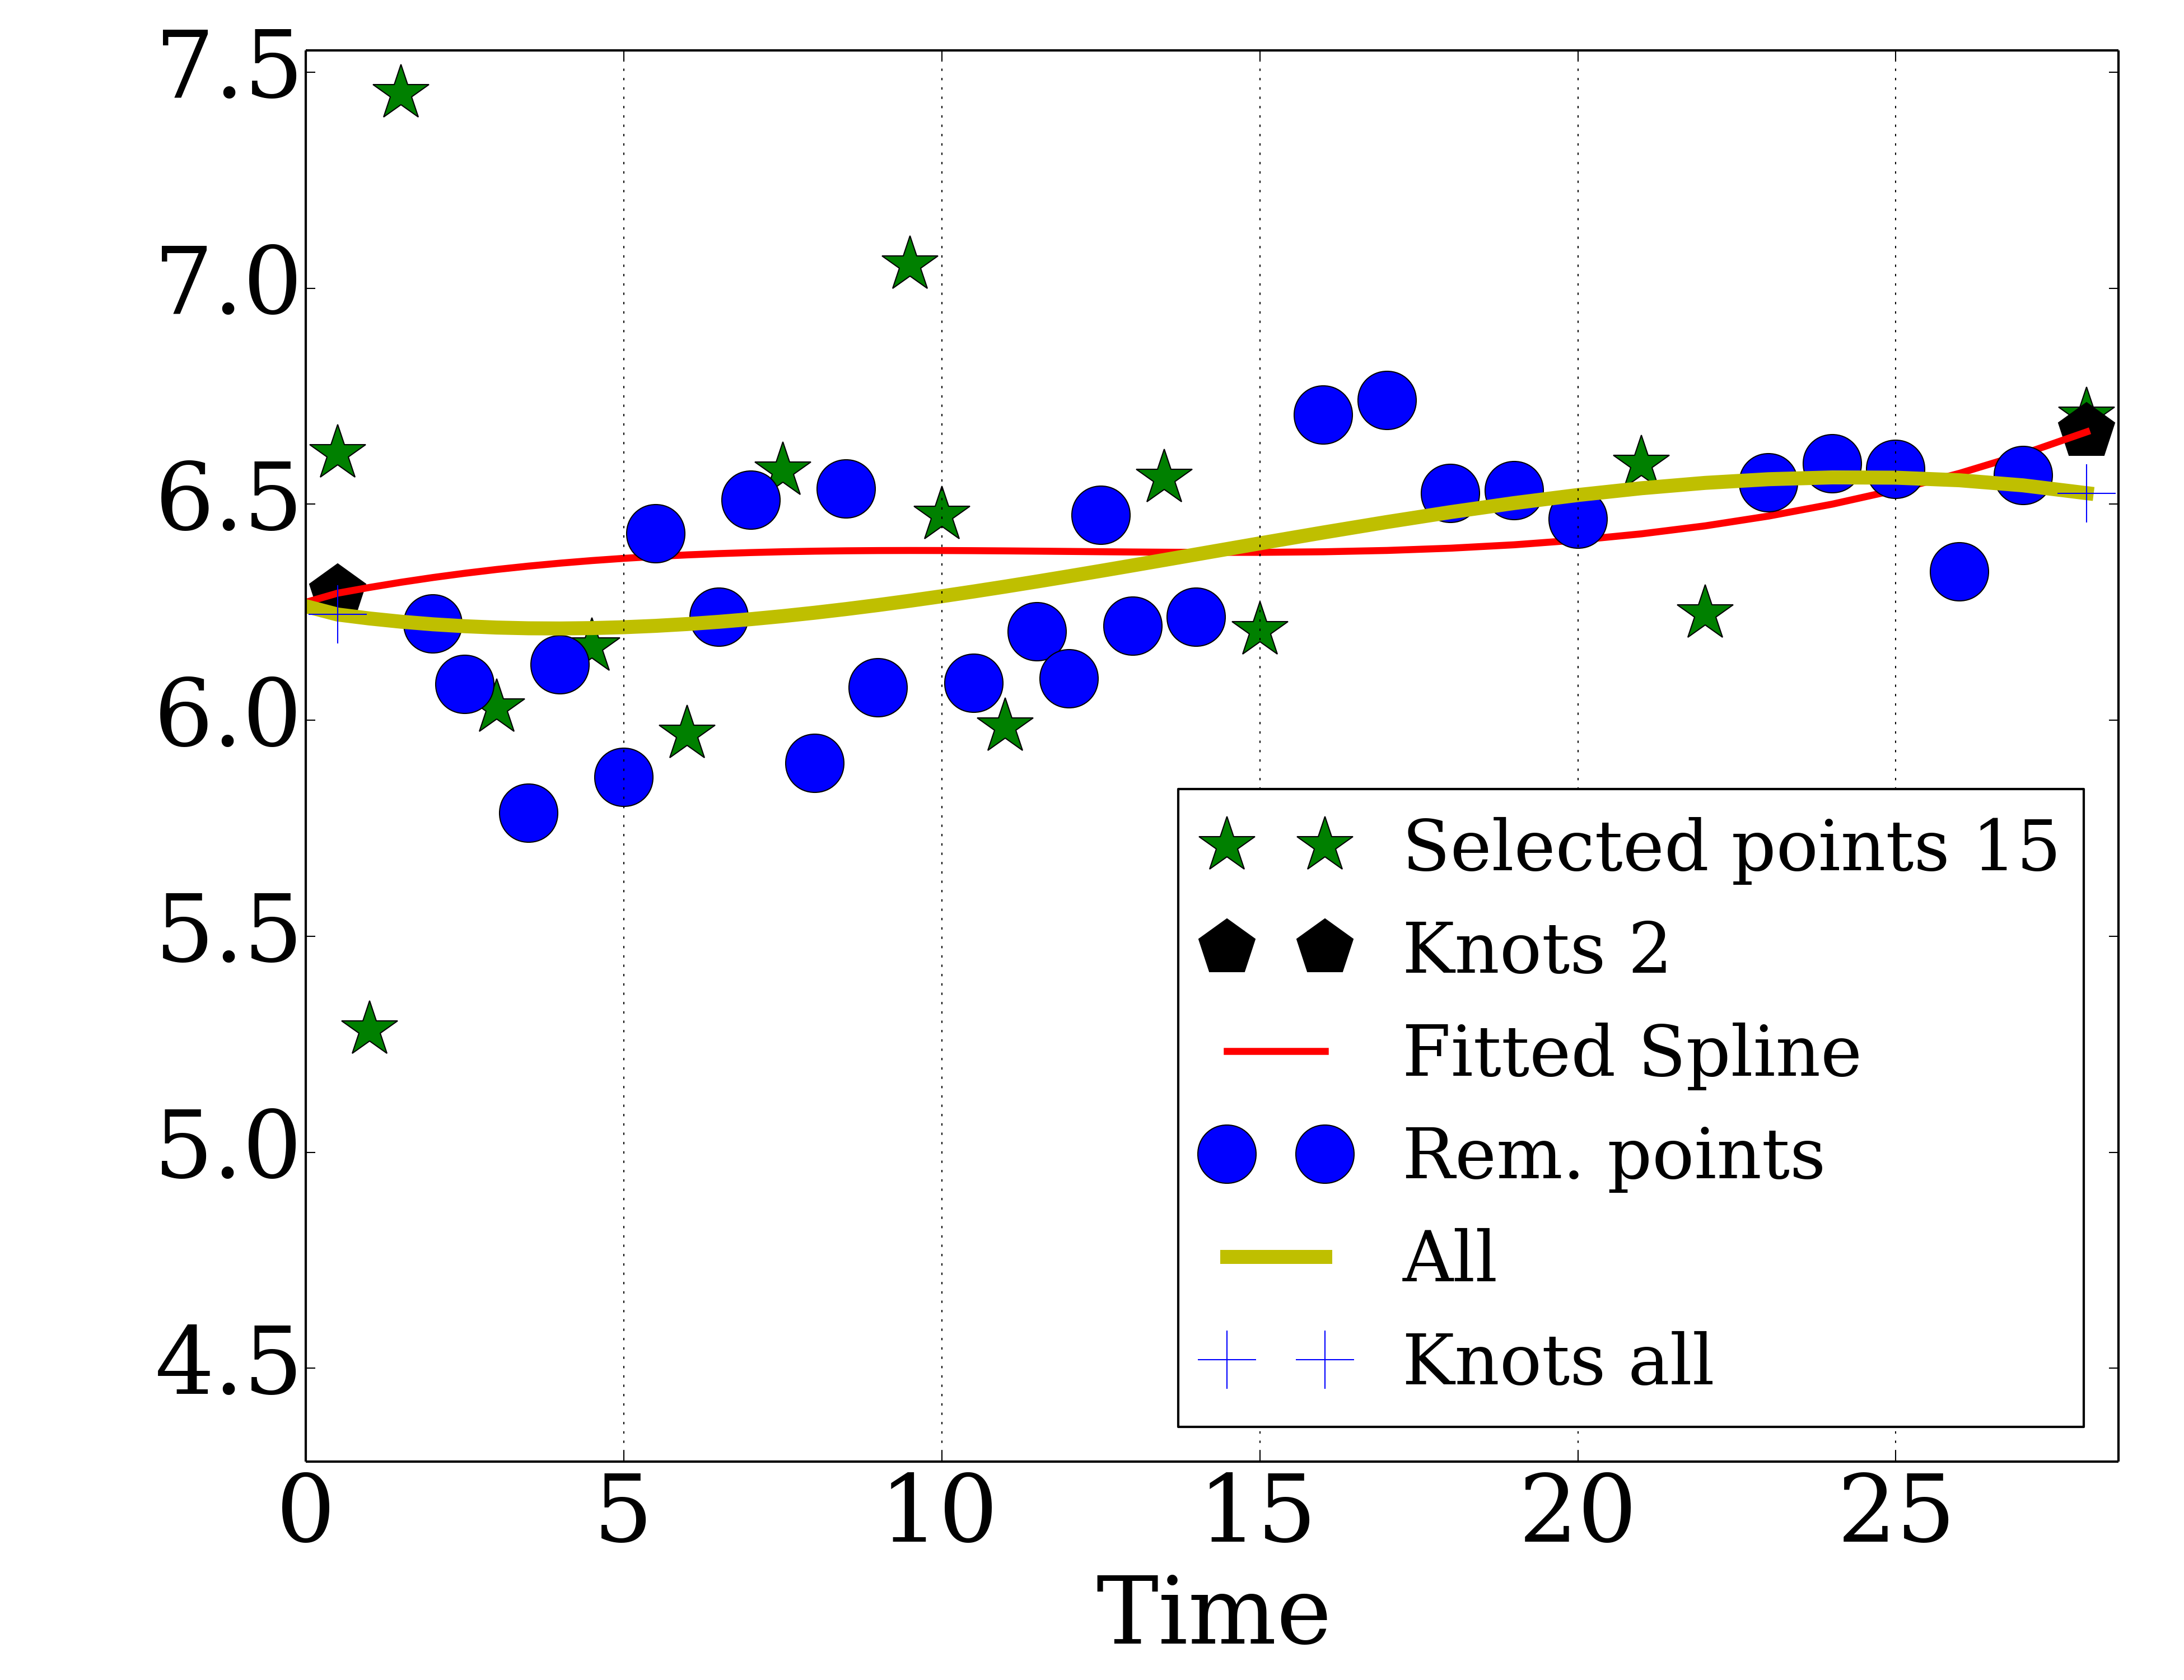 7.5
7.0
6.5
6.0
5.5
5.0
4.5
Selected points 15
Knots 2
Fitted Spline
Rem. points
All
Knots all
0 5 10 15 20 25
Time